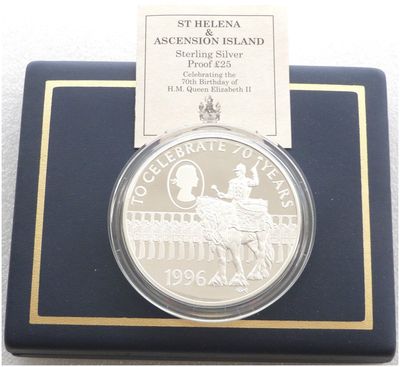 ST HELENA
&
ASCENSION ISLAND
Sterling Silver
Proof £25
Celebrating the
70th Birthday of
H.M. Queen Elizabeth II
TO CELEBRATE 70 YEARS
1996